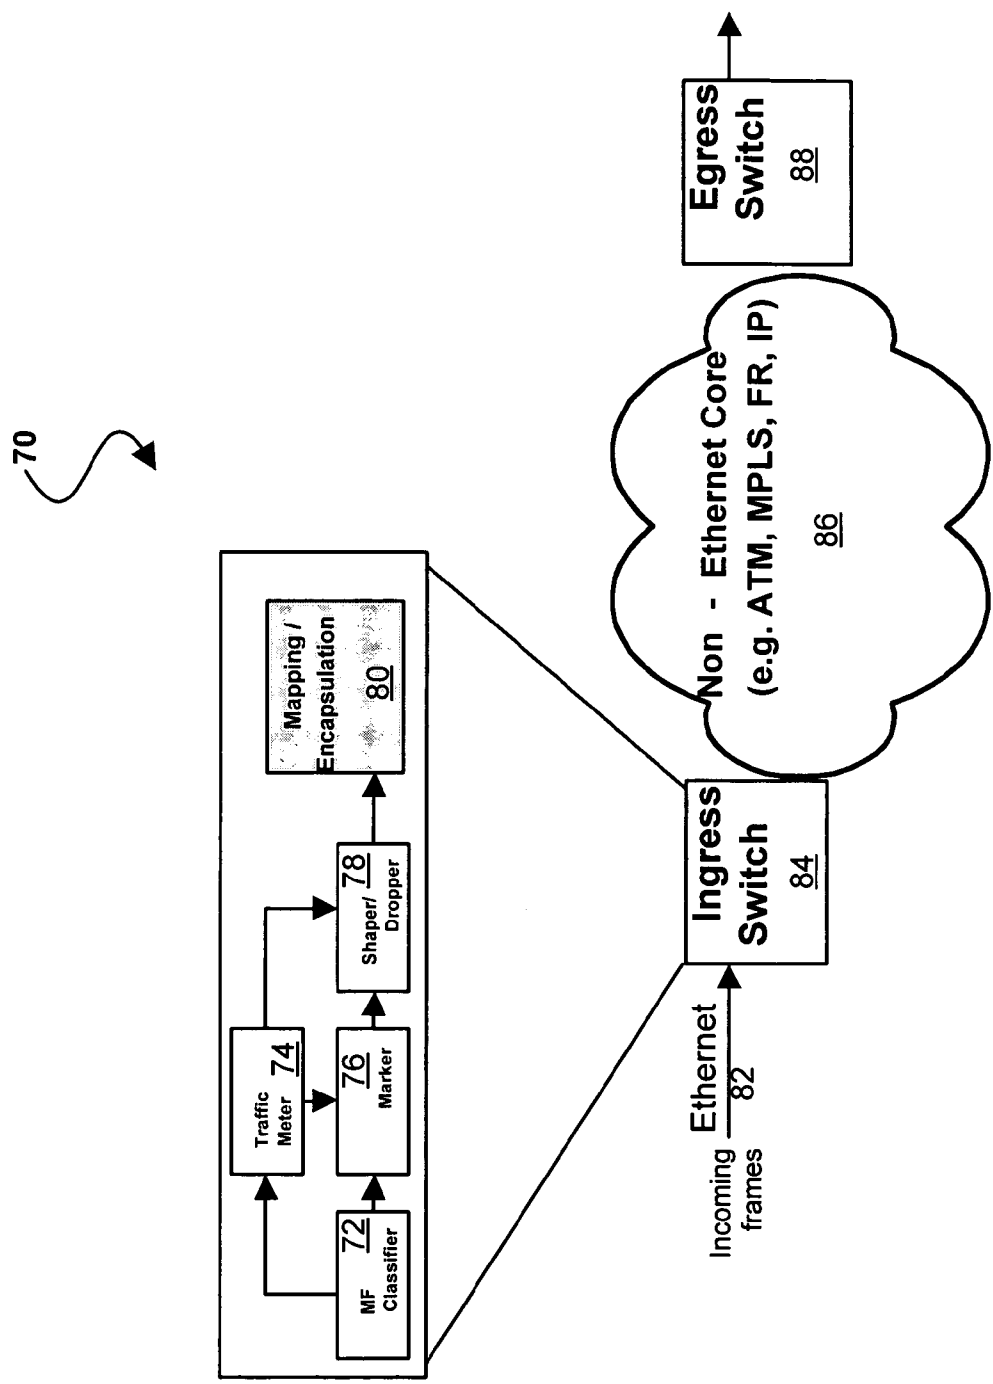 70
MF
Classifier
72
Traffic
Meter
74
Marker
76
Shaper/
Dropper
78
Mapping /
Encapsulation
80
Incoming
frames
Ethernet
82
Ingress
Switch
84
Non - Ethernet Core
(e.g. ATM, MPLS, FR, IP)
86
Egress
Switch
88